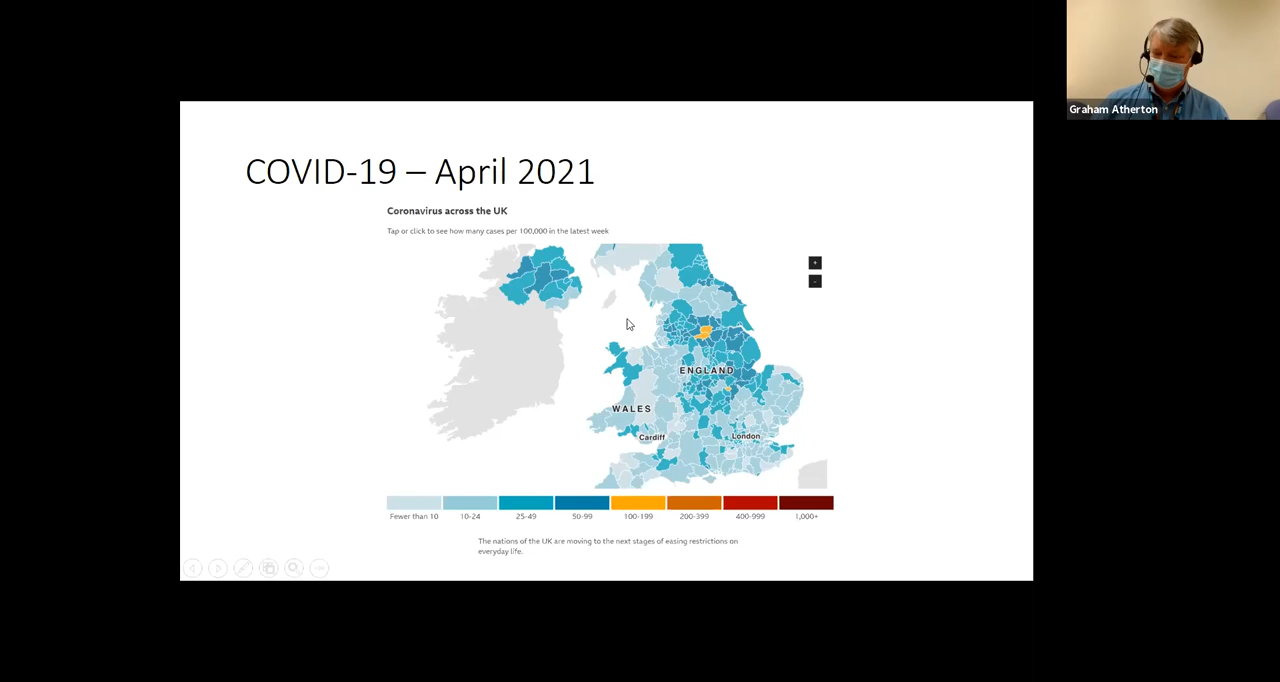 Graham Atherton
COVID-19 – April 2021
Coronavirus across the UK
Tap or click to see how many cases per 100,000 in the latest week
+
-
ENGLAND
WALES
Cardiff
London
Fewer than 10
10-24
25-49
50-99
100-199
200-399
400-999
1,000+
The nations of the UK are moving to the next stages of easing restrictions on
everyday life.